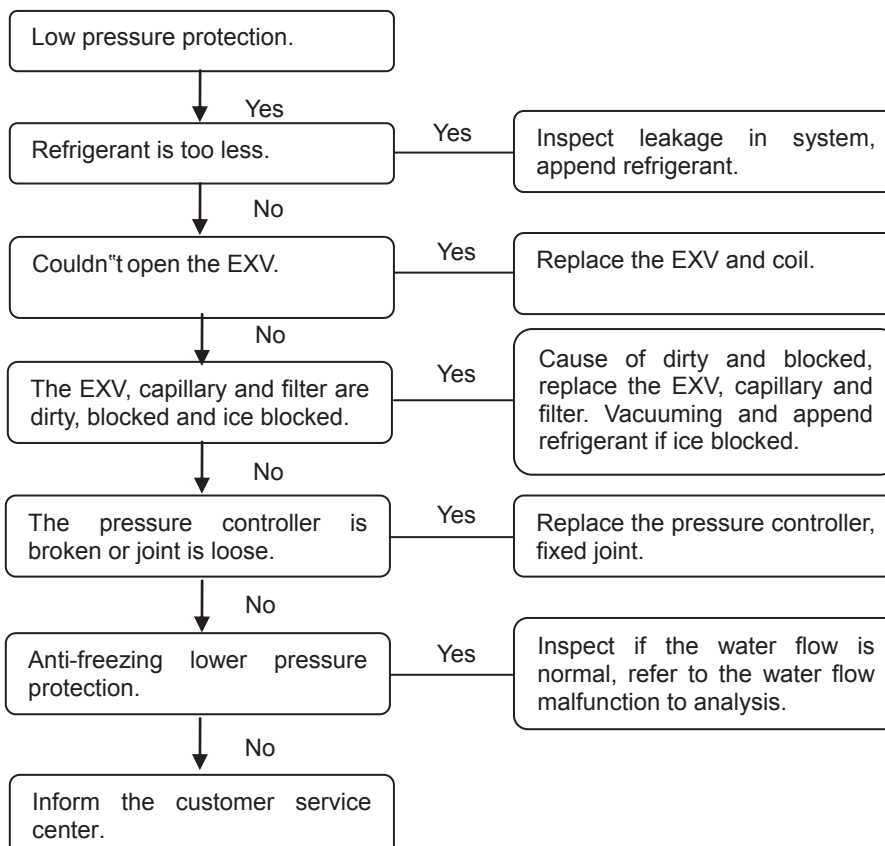 Low pressure protection.
Yes
Refrigerant is too less.
Yes
Inspect leakage in system,
append refrigerant.
No
Couldn‟t open the EXV.
Yes
Replace the EXV and coil.
No
The EXV, capillary and filter are
dirty, blocked and ice blocked.
Yes
Cause of dirty and blocked,
replace the EXV, capillary and
filter. Vacuuming and append
refrigerant if ice blocked.
No
The pressure controller is
broken or joint is loose.
Yes
Replace the pressure controller,
fixed joint.
No
Anti-freezing lower pressure
protection.
Yes
Inspect if the water flow is
normal, refer to the water flow
malfunction to analysis.
No
Inform the customer service
center.